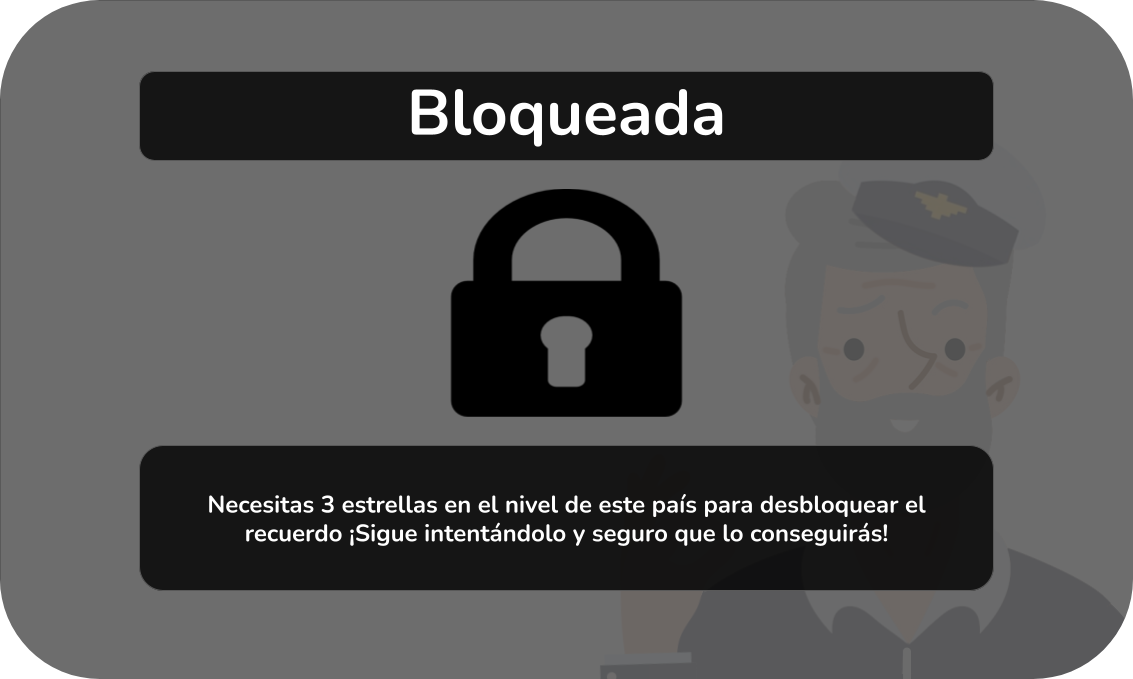 Bloqueada
Necesitas 3 estrellas en el nivel de este país para desbloquear el
recuerdo ¡Sigue intentándolo y seguro que lo conseguirás!